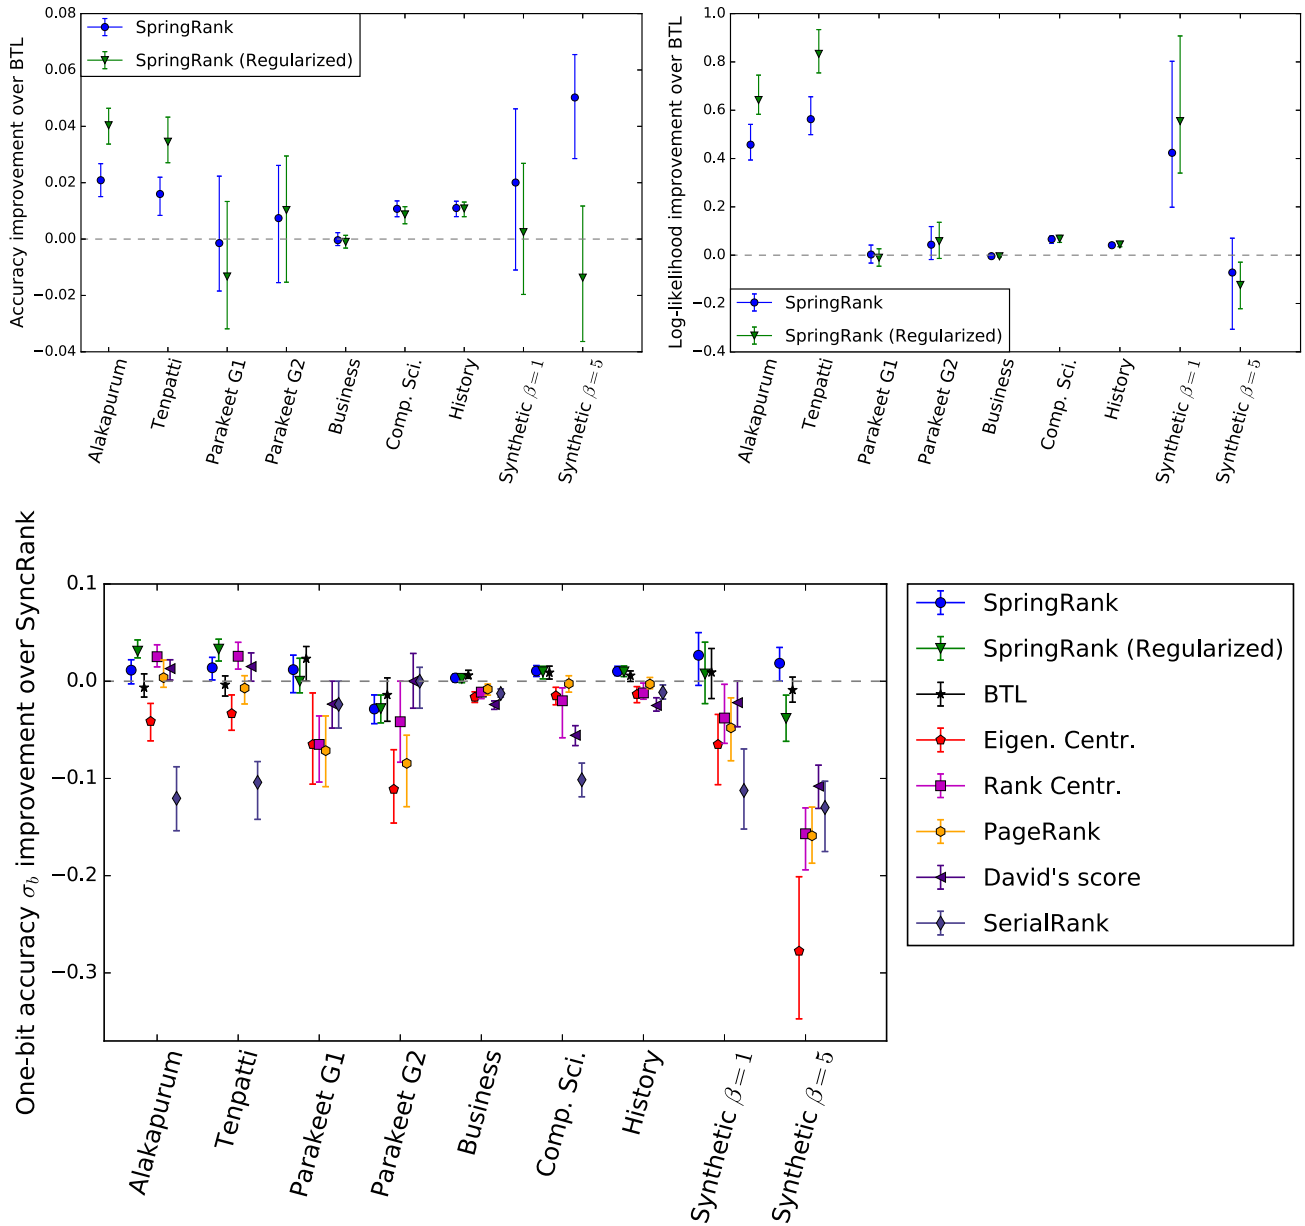 Accuracy improvement over BTL
0.08
0.06
0.04
0.02
0.00
−0.02
−0.04
SpringRank
SpringRank (Regularized)
Alakapurum
Tenpatti
Parakeet G1
Parakeet G2
Business
Comp. Sci.
History
Synthetic β = 1
Synthetic β = 5
Log-likelihood improvement over BTL
1.0
0.8
0.6
0.4
0.2
0.0
−0.2
−0.4
SpringRank
SpringRank (Regularized)
Alakapurum
Tenpatti
Parakeet G1
Parakeet G2
Business
Comp. Sci.
History
Synthetic β = 1
Synthetic β = 5
One-bit accuracy σb improvement over SyncRank
0.1
0.0
−0.1
−0.2
−0.3
Alakapurum
Tenpatti
Parakeet G1
Parakeet G2
Business
Comp. Sci.
History
Synthetic β = 1
Synthetic β = 5
SpringRank
SpringRank (Regularized)
BTL
Eigen. Centr.
Rank Centr.
PageRank
David's score
SerialRank